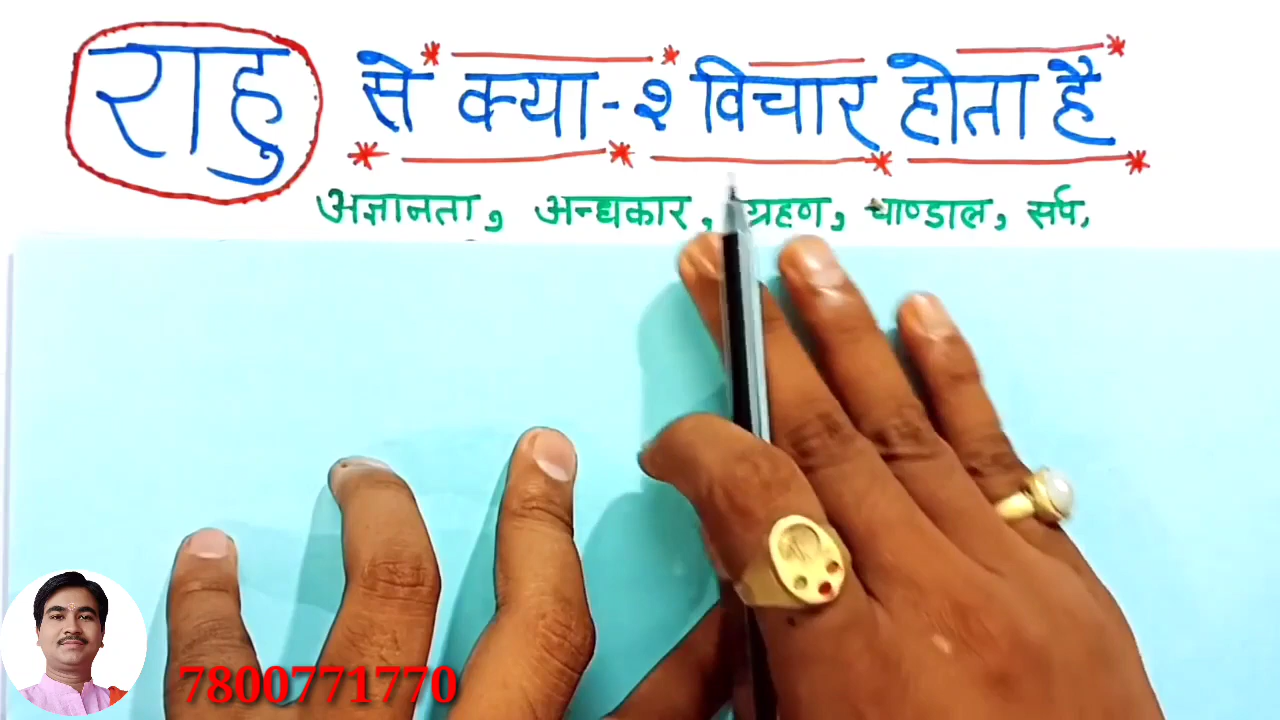 राहु से क्या-२ विचार होता है
अज्ञानता, अन्धकार, ग्रहण, चाण्डाल, सर्प,
7800771770